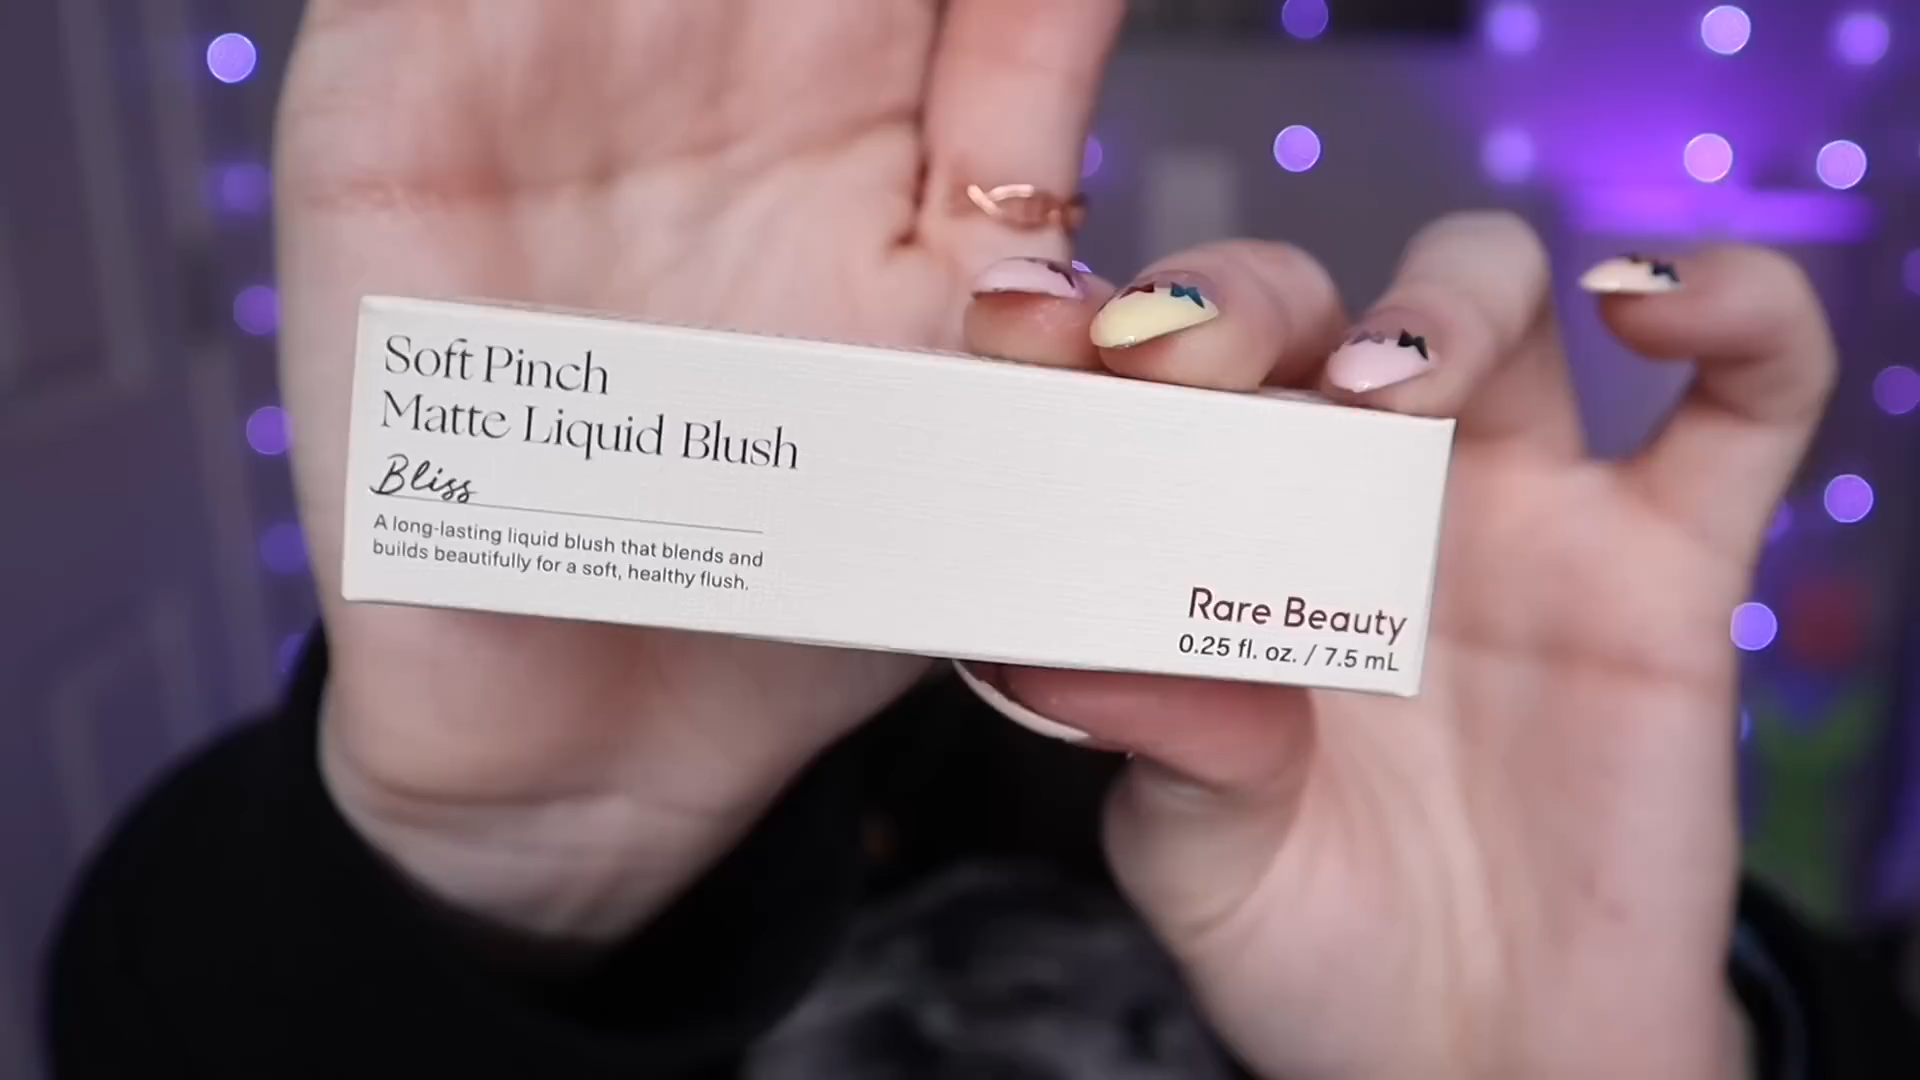 Soft Pinch
Matte Liquid Blush
Bliss
A long-lasting liquid blush that blends and
builds beautifully for a soft, healthy flush.
Rare Beauty
0.25 fl. oz. / 7.5 mL